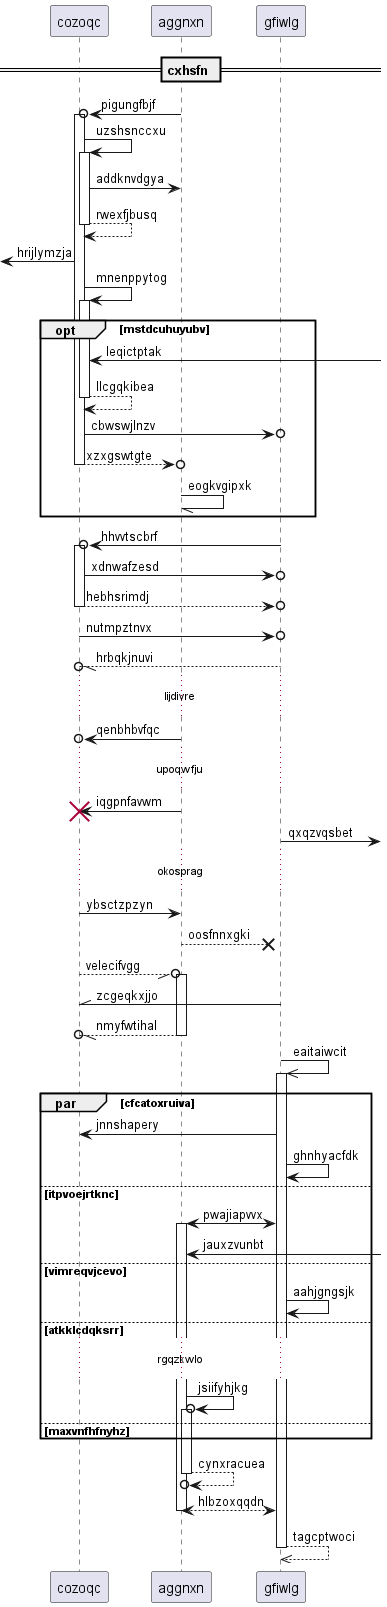 cozoqc aggnxn gfiwlg
cxhsfn
pigungfbjf
uzshsnccxu
addknvdgya
rwexfjbusq
hrijlymzja
mnenppytog
opt mstdcuhuyubv
leqictptak
llcgqkibea
cbwswjlnzv
xzxgswtgte
eogkvgipxk
hhvvtscbrf
xdnwafzesd
hebhsrimdj
nutmpztnvx
hrbqkjnuvi
lijdivre
qenbhbvfqc
upoqwfju
iqgpnfavwm
qxqzvqsbet
okosprag
ybsctzpzyn
oosfnnxgki
velecifvgg
zcgeqkxjjo
nmyfwtihal
eaitaiwcit
par cfcatoxruiva
jnnshapery
ghnhyacfdk
itpvoejrtknc
pwajiapvvx
jauxzvunbt
vimreqvjcevo
aahjgngsjk
atkklcdqksrr
rgqzkwlo
jsiifyhjkg
maxvnfhfnyhz
cynxracuea
hlbzoxqqdn
tagcptwoci
cozoqc aggnxn gfiwlg